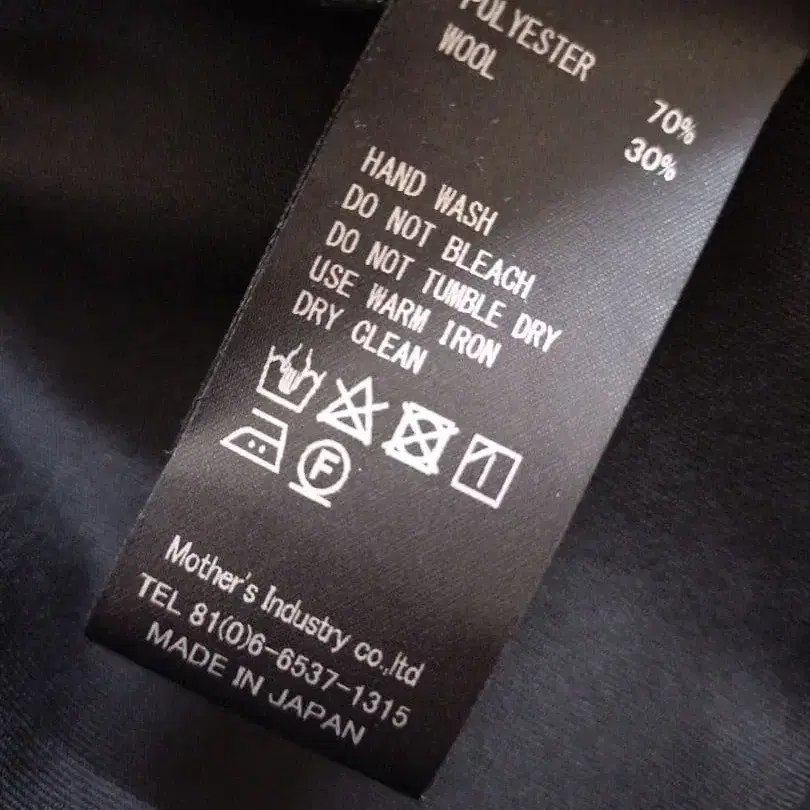 POLYESTER 70%
WOOL 30%
HAND WASH
DO NOT BLEACH
DO NOT TUMBLE DRY
USE WARM IRON
DRY CLEAN
F
Mother's Industry co.,ltd
TEL 81(0)6-6537-1315
MADE IN JAPAN